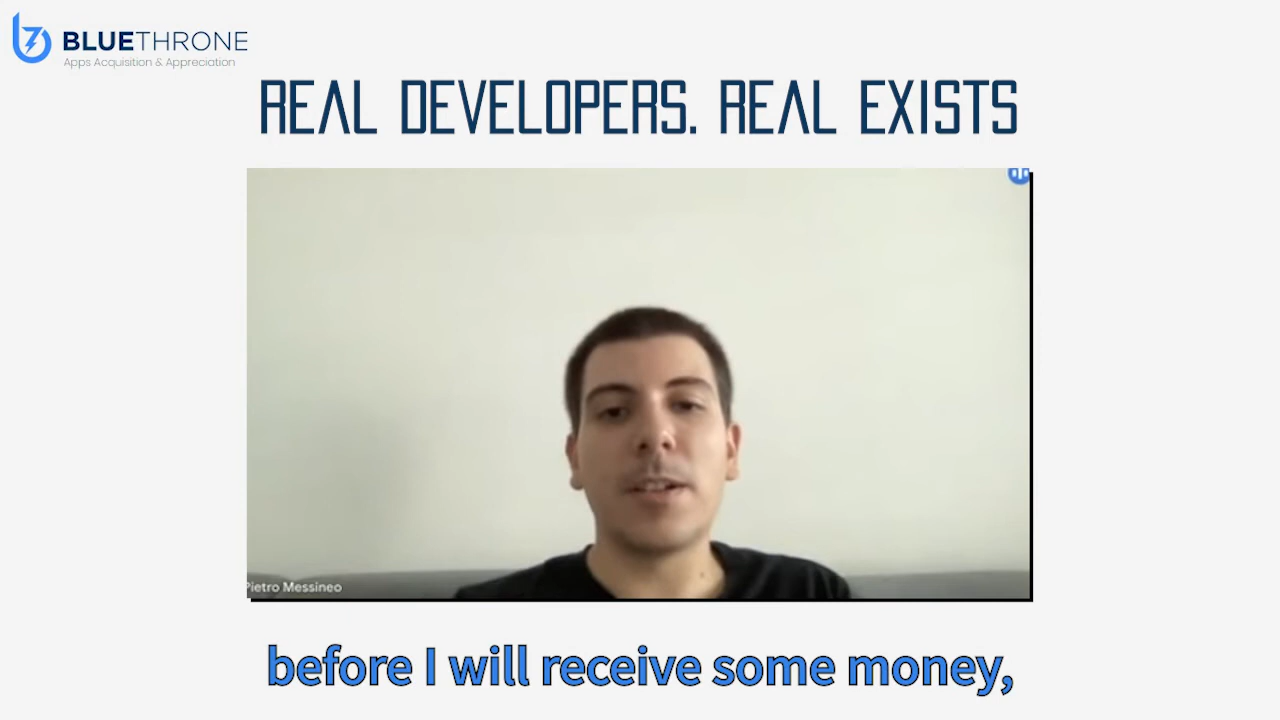 BLUETHRONE
Apps Acquisition & Appreciation
REAL DEVELOPERS. REAL EXISTS
Pietro Messineo
before I will receive some money,